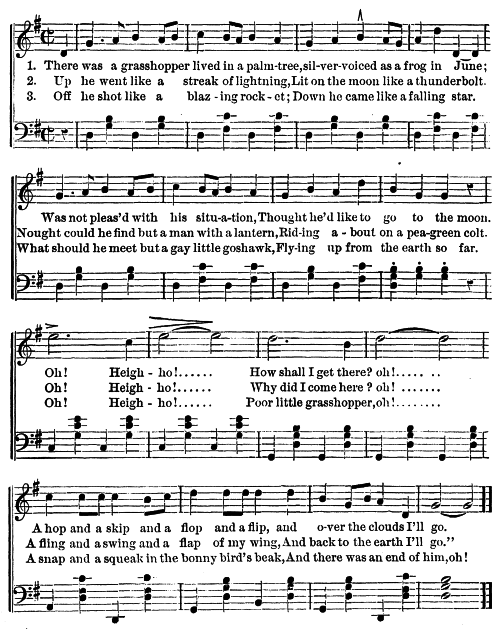 1. There was a grasshopper lived in a palm-tree, sil-ver-voiced as a frog in June;
2. Up he went like a streak of lightning, Lit on the moon like a thunderbolt.
3. Off he shot like a blaz - ing rock - et; Down he came like a falling star.
Was not pleas'd with his situ-a-tion, Thought he'd like to go to the moon.
Nought could he find but a man with a lantern, Rid-ing a - bout on a pea-green colt.
What should he meet but a gay little goshawk, Fly-ing up from the earth so far.
Oh! Heigh - ho!...... How shall I get there? oh!..... ..
Oh! Heigh - ho!...... Why did I come here ? oh! ........
Oh! Heigh - ho!...... Poor little grasshopper, oh!........
A hop and a skip and a flop and a flip, and o-ver the clouds I'll go.
A fling and a swing and a flap of my wing, And back to the earth I'll go."
A snap and a squeak in the bonny bird's beak, And there was an end of him, oh!